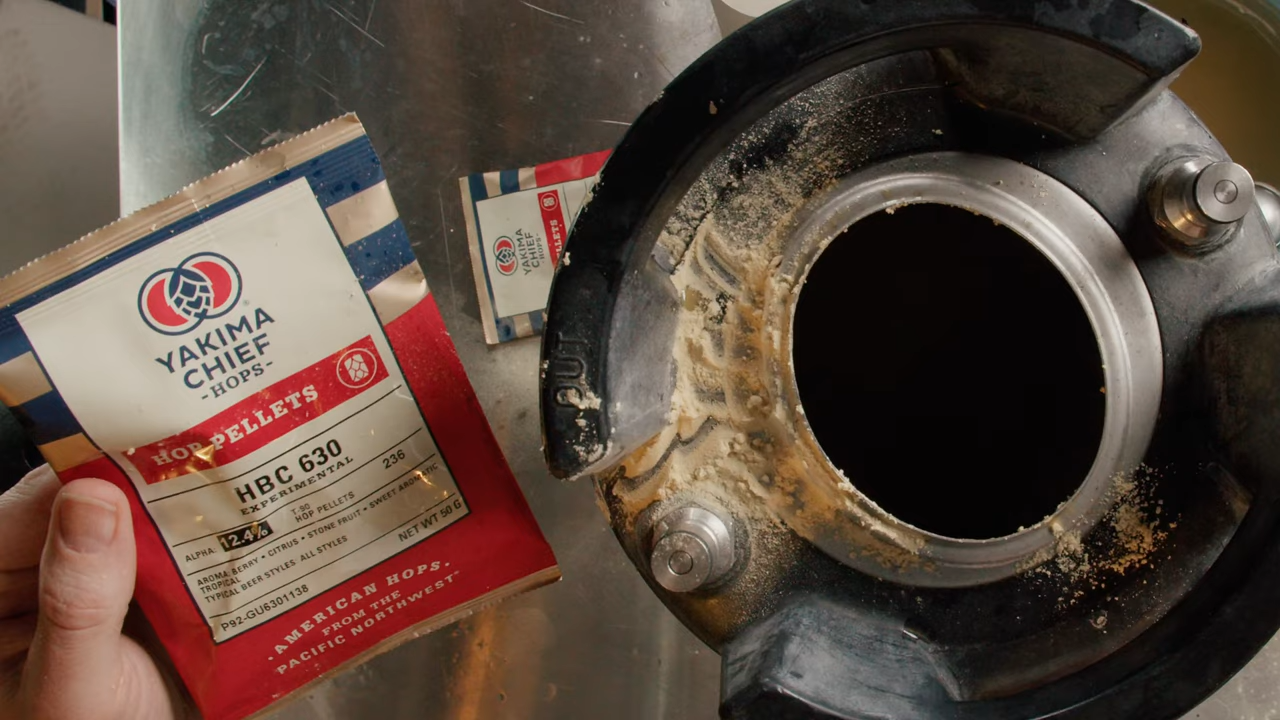 YAKIMA
CHIEF
-HOPS-
®
HOP PELLETS
HBC 630
EXPERIMENTAL
236
ALPHA: 12.4%
T-90
HOP PELLETS
AROMA: BERRY • CITRUS • STONE FRUIT • SWEET AROMATIC
TROPICAL
TYPICAL BEER STYLES: ALL STYLES
NET WT 50 G
P92-GU6301138
•AMERICAN HOPS•
FROM THE
PACIFIC NORTHWEST™
YAKIMA
CHIEF
HOPS
PELLETS
OUT